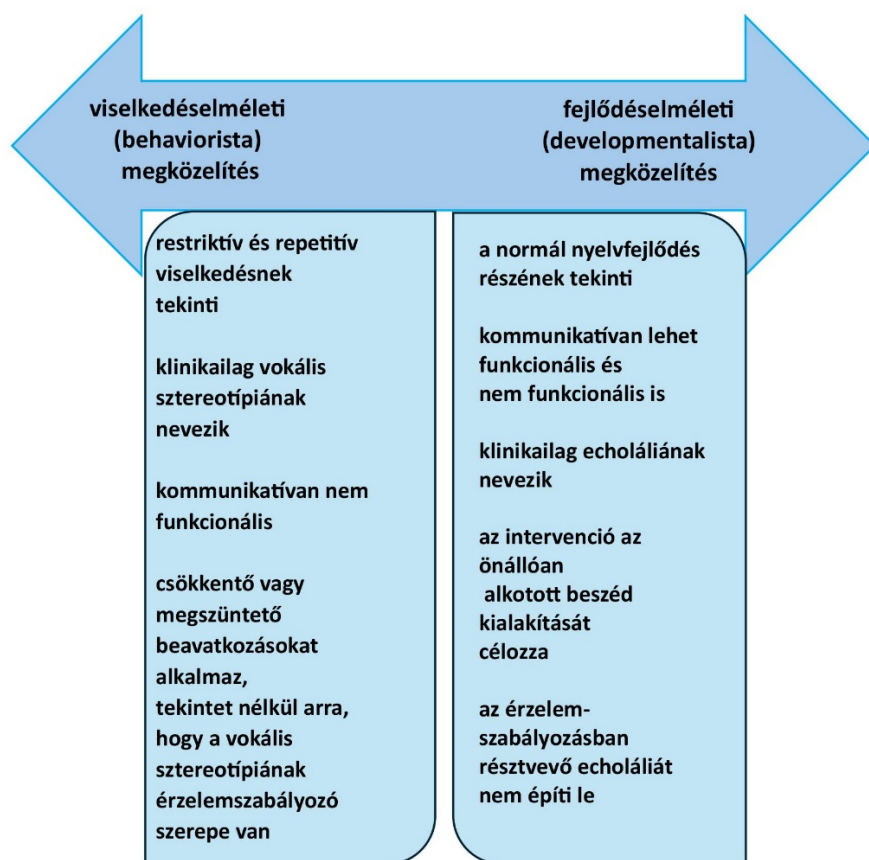 viselkedéselméleti
(behaviorista)
megközelítés
fejlődéselméleti
(developmentalista)
megközelítés
restriktív és repetitív
viselkedésnek
tekinti
klinikailag vokális
sztereotípiának
nevezik
kommunikatívan nem
funkcionális
csökkentő vagy
megszüntető
beavatkozásokat
alkalmaz,
tekintet nélkül arra,
hogy a vokális
sztereotípiának
érzelemszabályozó
szerepe van
a normál nyelvfejlődés
részének tekinti
kommunikatívan lehet
funkcionális és
nem funkcionális is
klinikailag echoláliának
nevezik
az intervenció az
önállóan
alkotott beszéd
kialakítását
célozza
az érzelem-
szabályozásban
résztvevő echoláliát
nem építi le